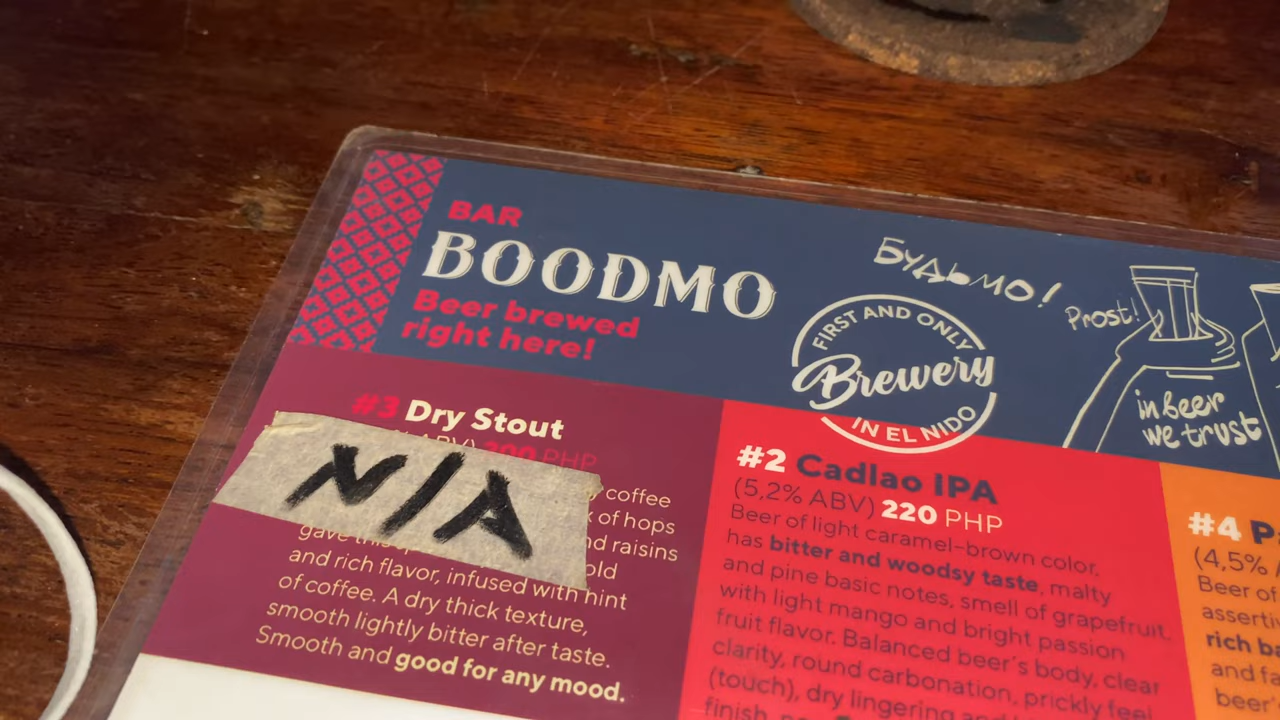 BAR
BOODMO
Beer brewed
right here!
Будьмо!
Prost!
FIRST AND ONLY
Brewery
IN EL NIDO
in beer
we trust
#3 Dry Stout
ABV) 200 PHP
N/A
coffee
of hops
raisins
gave
and rich flavor, infused with hint
of coffee. A dry thick texture,
smooth lightly bitter after taste.
Smooth and good for any mood.
#2 Cadlao IPA
(5,2% ABV) 220 PHP
Beer of light caramel-brown color,
has bitter and woodsy taste, malty
and pine basic notes, smell of grapefruit,
with light mango and bright passion
fruit flavor. Balanced beer's body, clear
clarity, round carbonation, prickly feel
(touch), dry lingering and
finish,
#4
(4,5%
Beer of
rich
beer's